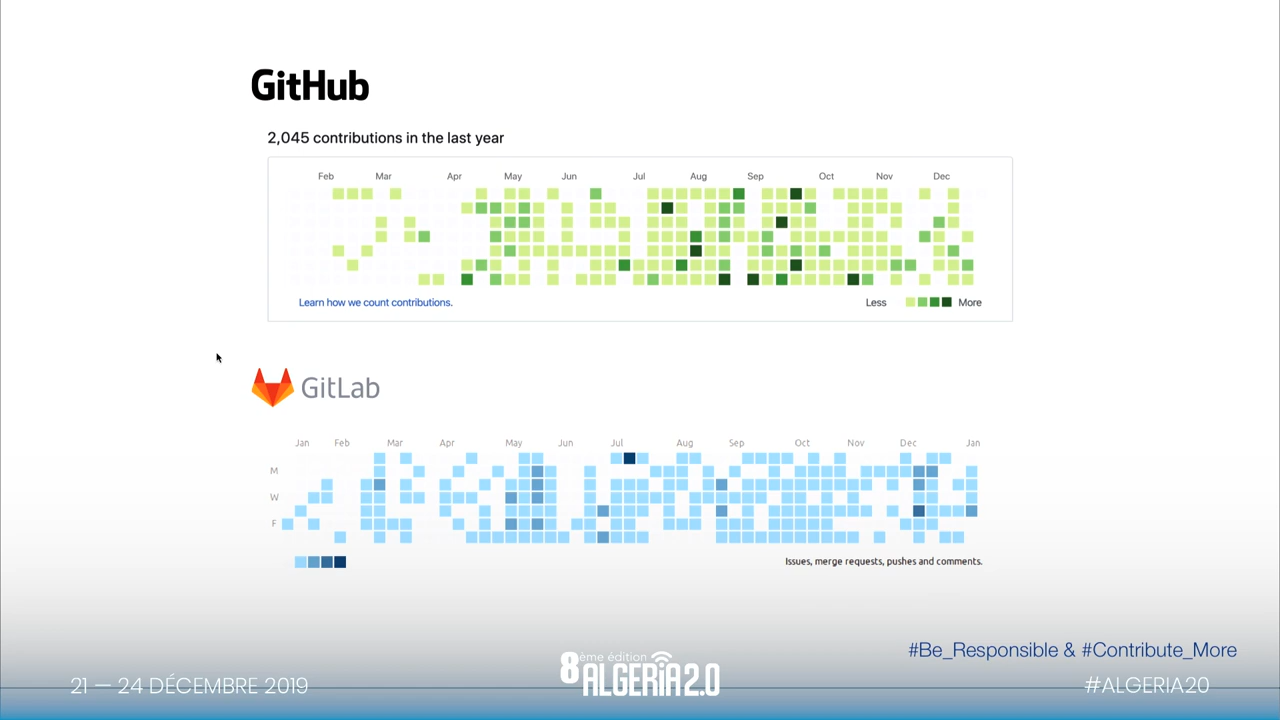 GitHub
2,045 contributions in the last year
Feb Mar Apr May Jun Jul Aug Sep Oct Nov Dec
Learn how we count contributions.
Less More
GitLab
Jan Feb Mar Apr May Jun Jul Aug Sep Oct Nov Dec Jan
M
W
F
Issues, merge requests, pushes and comments.
#Be_Responsible & #Contribute_More
21 — 24 DÉCEMBRE 2019
8ème édition
ALGERIA 2.0
#ALGERIA20